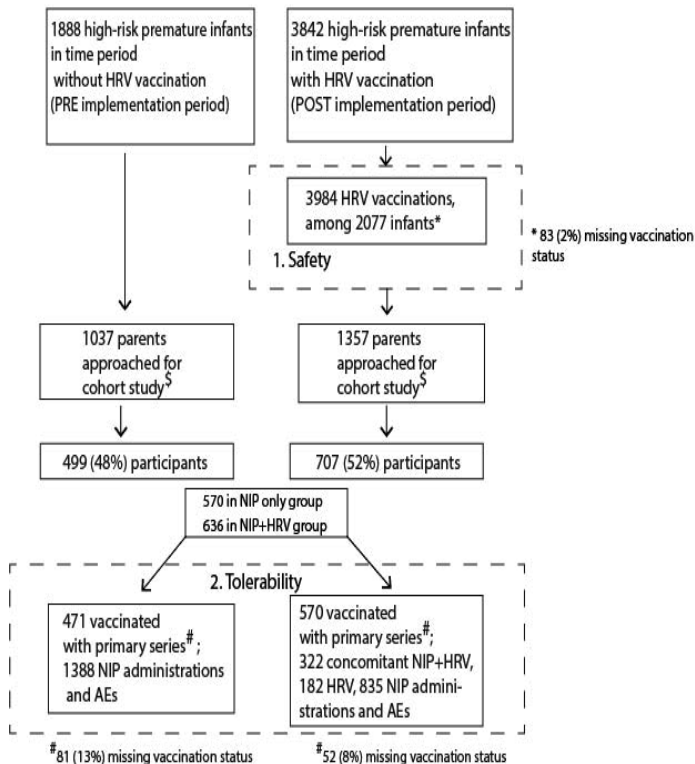 1888 high-risk premature infants
in time period
without HRV vaccination
(PRE implementation period)
3842 high-risk premature infants
in time period
with HRV vaccination
(POST implementation period)
3984 HRV vaccinations,
among 2077 infants*
1. Safety
* 83 (2%) missing vaccination
status
1037 parents
approached for
cohort study$
1357 parents
approached for
cohort study$
499 (48%) participants
707 (52%) participants
570 in NIP only group
636 in NIP+HRV group
2. Tolerability
471 vaccinated
with primary series#;
1388 NIP administrations
and AEs
570 vaccinated
with primary series#;
322 concomitant NIP+HRV,
182 HRV, 835 NIP admini-
strations and AEs
#81 (13%) missing vaccination status
#52 (8%) missing vaccination status